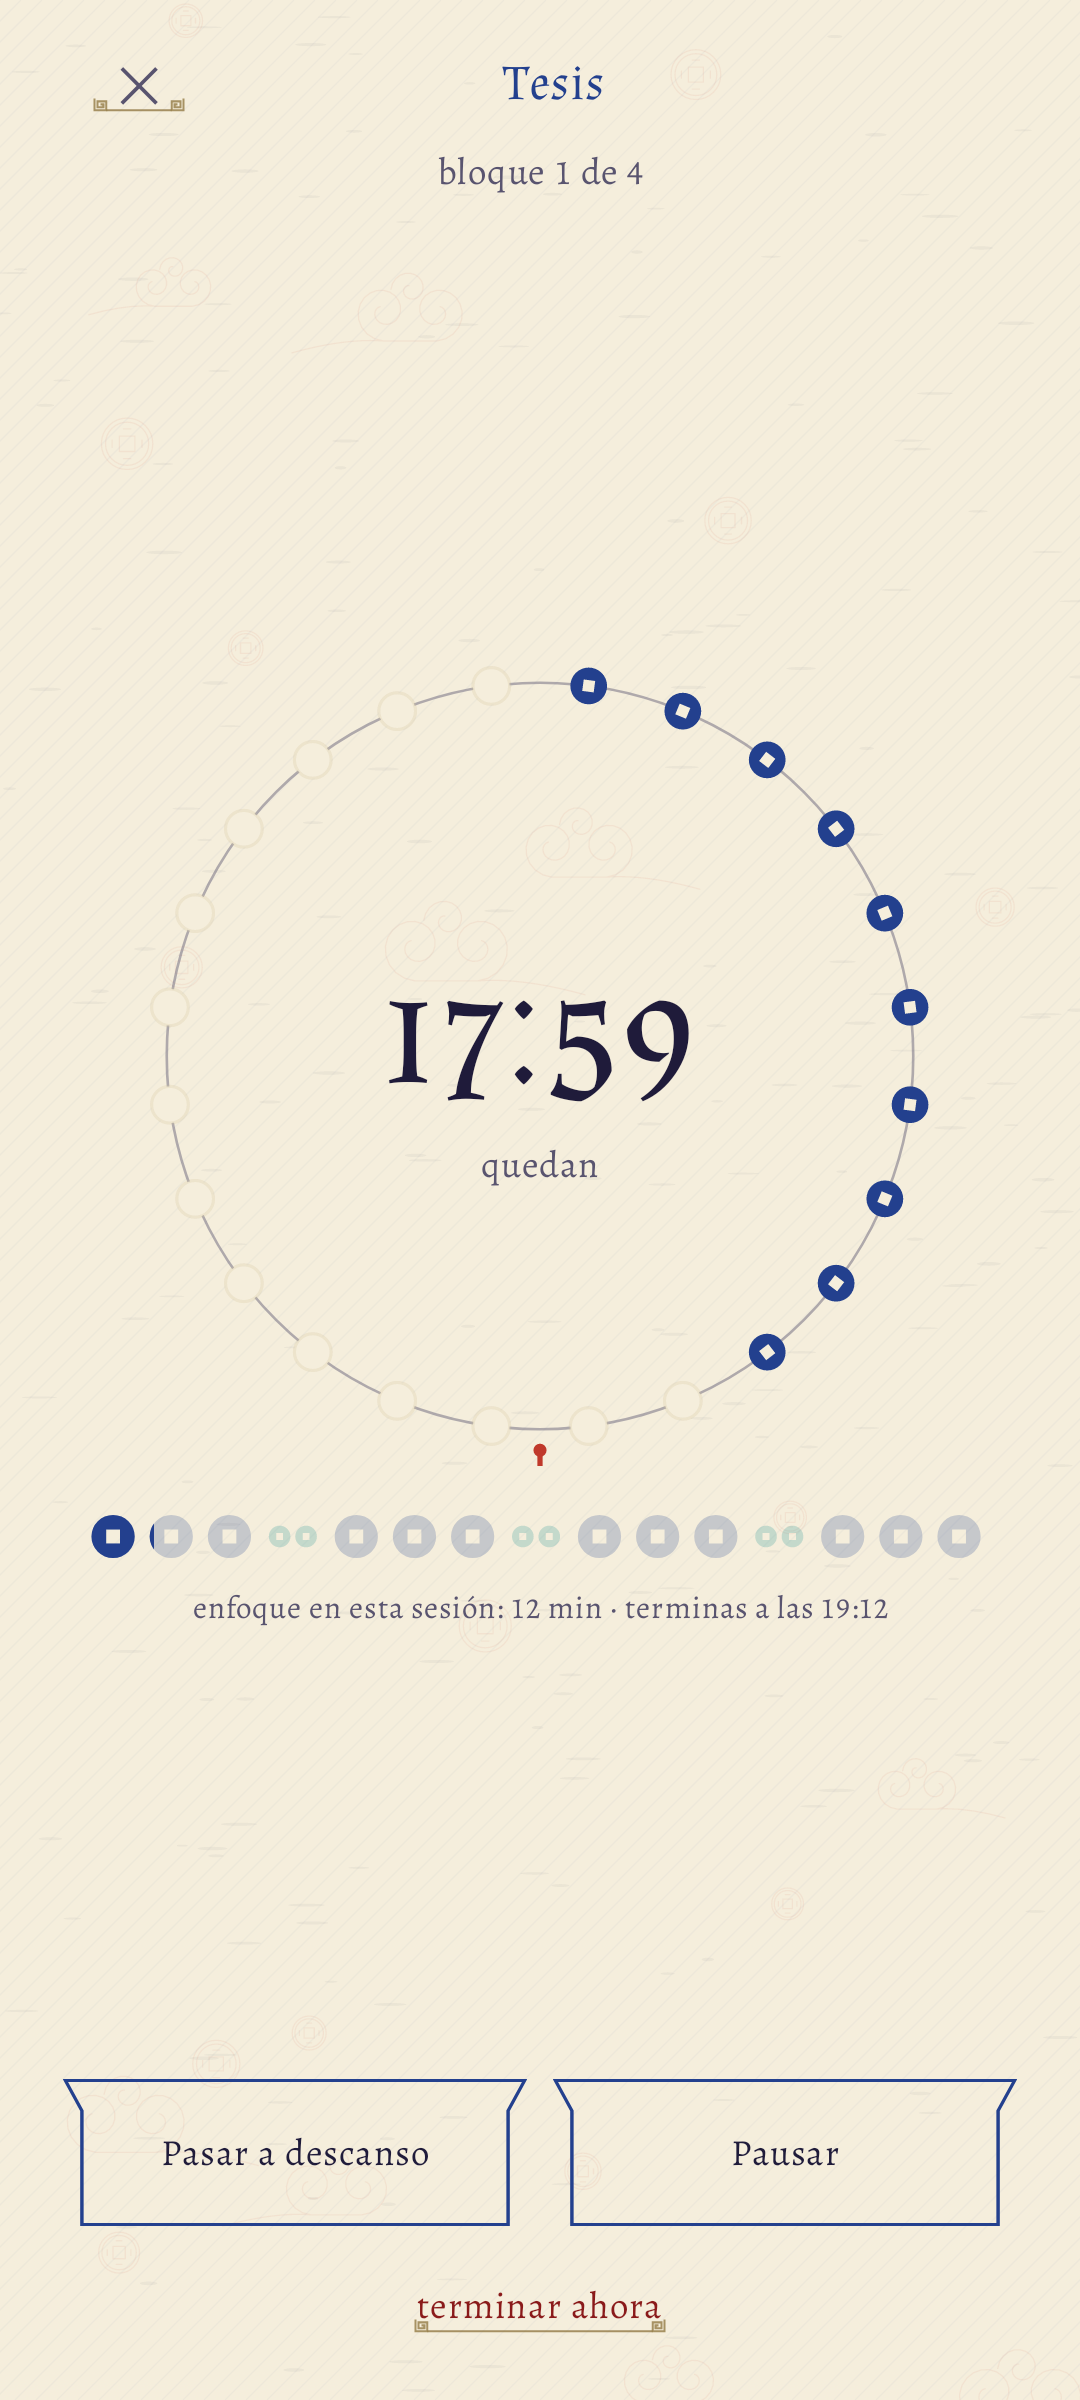 Tesis
bloque 1 de 4
17:59
quedan
enfoque en esta sesión: 12 min · terminas a las 19:12
Pasar a descanso
Pausar
terminar ahora